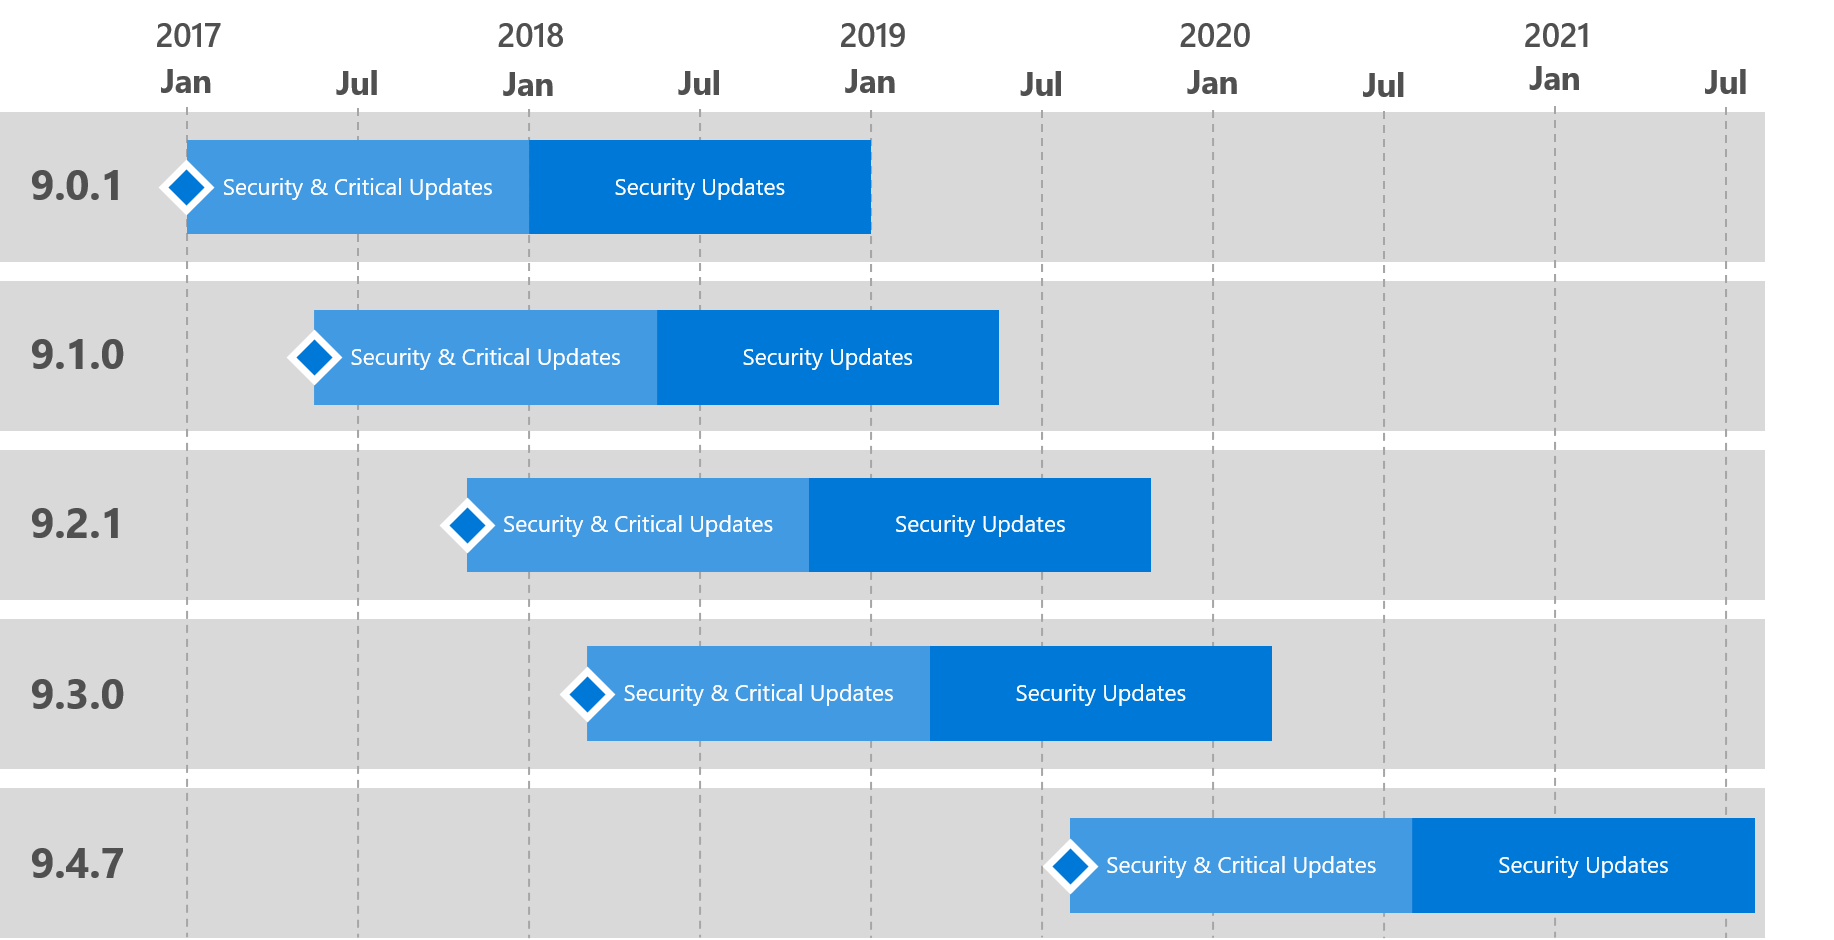 2017 2018 2019 2020 2021
Jan Jul Jan Jul Jan Jul Jan Jul Jan Jul
9.0.1 Security & Critical Updates Security Updates
9.1.0 Security & Critical Updates Security Updates
9.2.1 Security & Critical Updates Security Updates
9.3.0 Security & Critical Updates Security Updates
9.4.7 Security & Critical Updates Security Updates